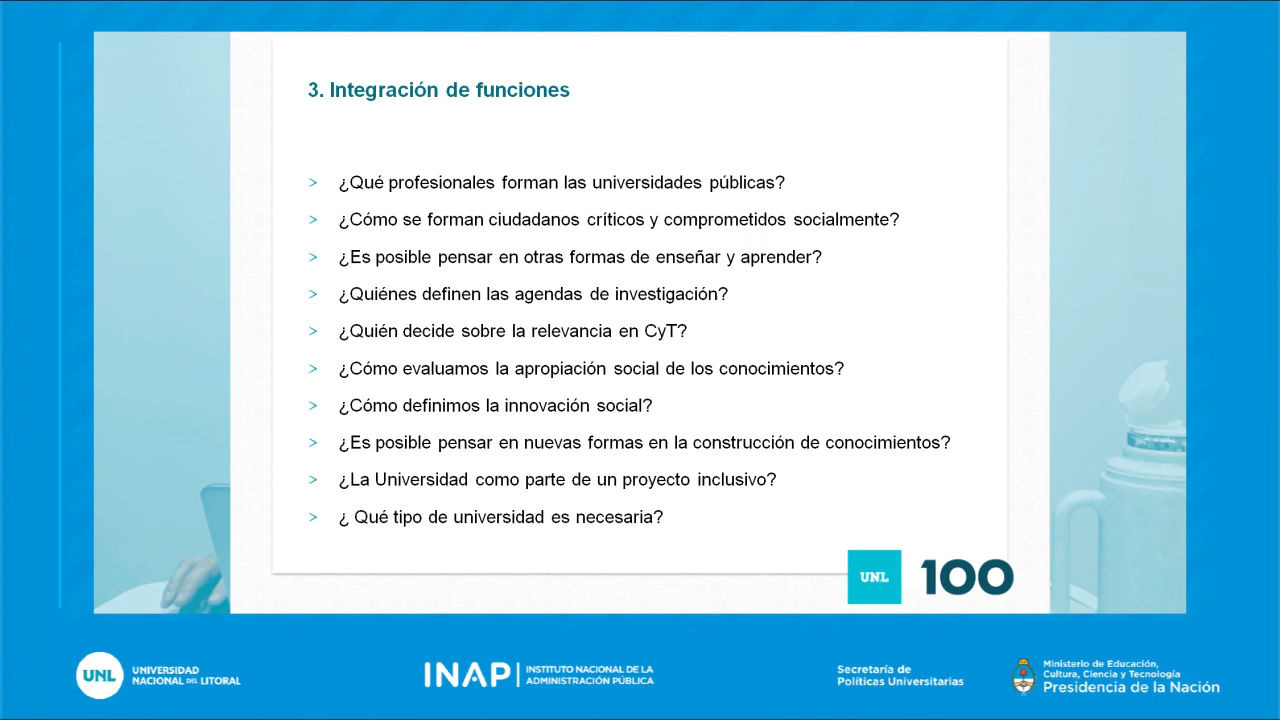 3. Integración de funciones
> ¿Qué profesionales forman las universidades públicas?
> ¿Cómo se forman ciudadanos críticos y comprometidos socialmente?
> ¿Es posible pensar en otras formas de enseñar y aprender?
> ¿Quiénes definen las agendas de investigación?
> ¿Quién decide sobre la relevancia en CyT?
> ¿Cómo evaluamos la apropiación social de los conocimientos?
> ¿Cómo definimos la innovación social?
> ¿Es posible pensar en nuevas formas en la construcción de conocimientos?
> ¿La Universidad como parte de un proyecto inclusivo?
> ¿ Qué tipo de universidad es necesaria?
UNL 100
UNL
UNIVERSIDAD
NACIONAL DEL LITORAL
INAP
INSTITUTO NACIONAL DE LA
ADMINISTRACIÓN PÚBLICA
Secretaría de
Políticas Universitarias
Ministerio de Educación,
Cultura, Ciencia y Tecnología
Presidencia de la Nación